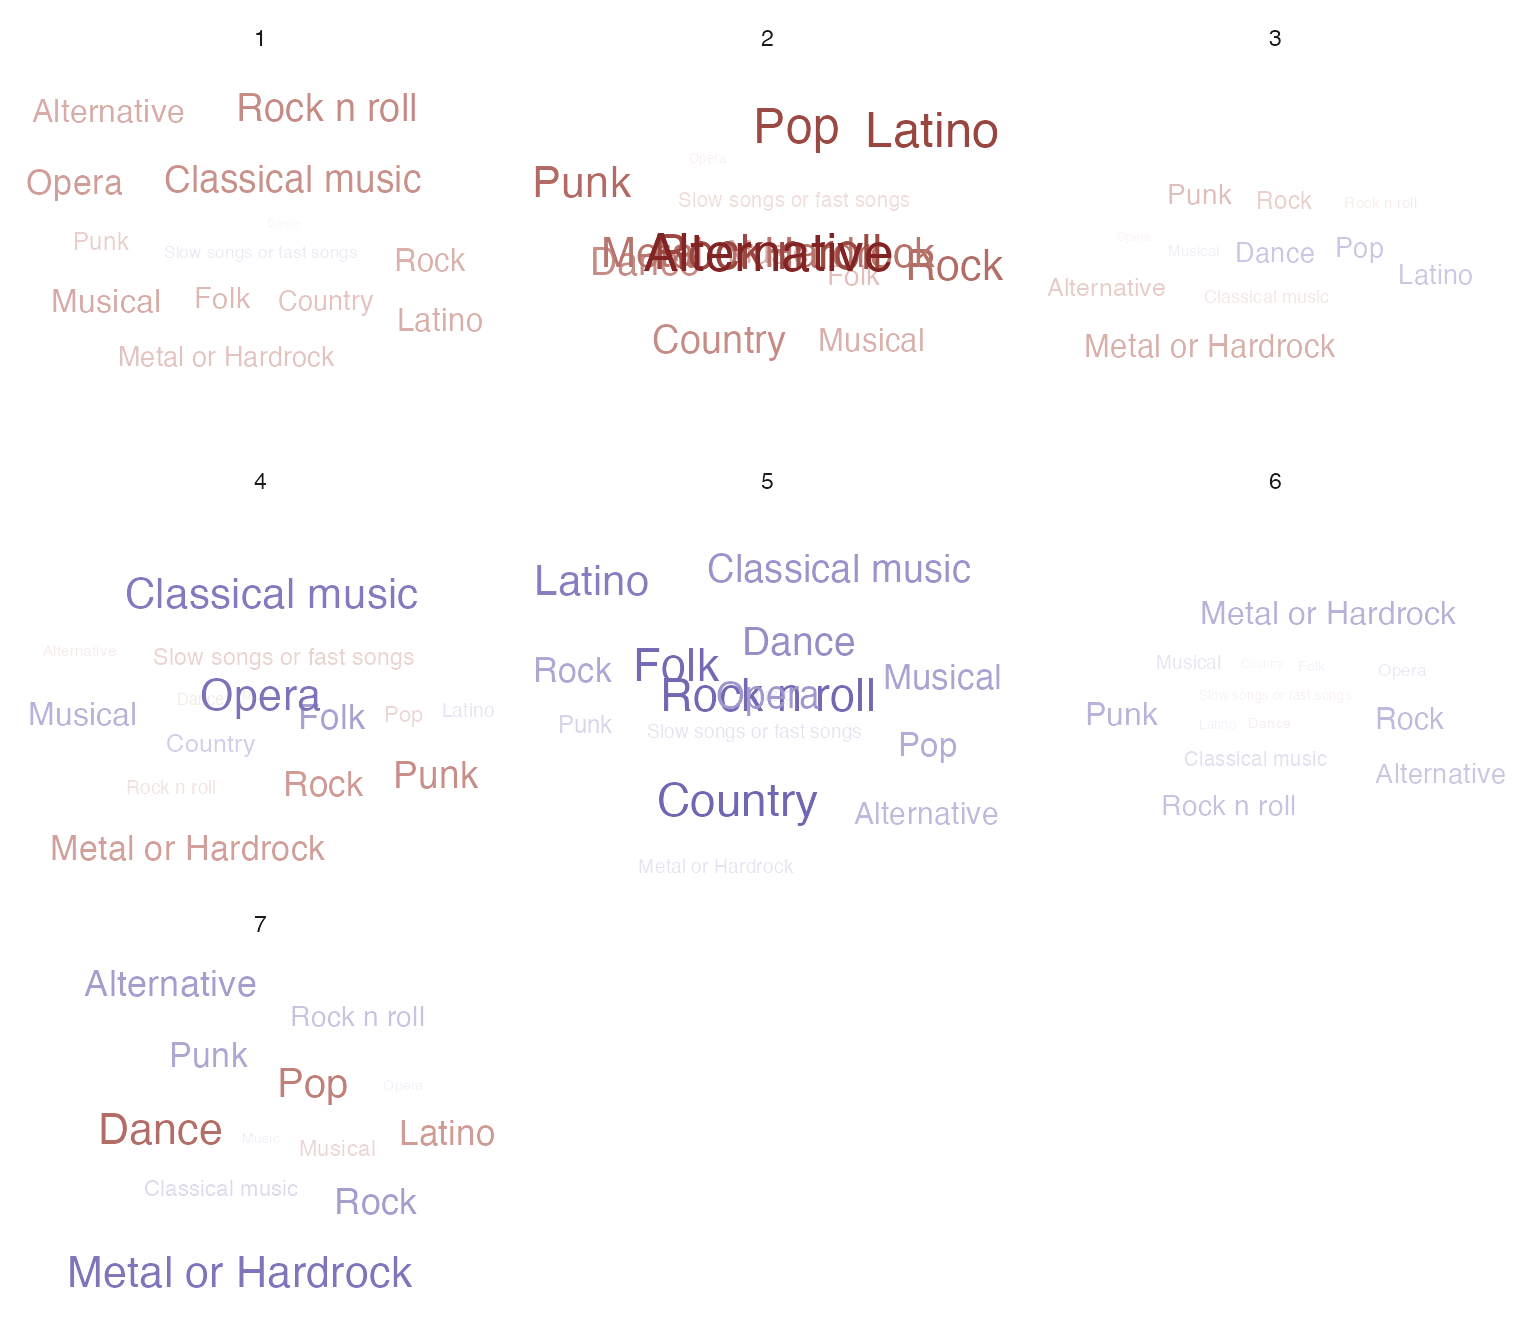 1
Alternative
Rock n roll
Opera
Classical music
Dance
Punk
Slow songs or fast songs
Rock
Musical
Folk
Country
Latino
Metal or Hardrock
2
Pop
Latino
Opera
Punk
Slow songs or fast songs
Alternative
Rock n roll
Metal or Hardrock
Dance
Rock
Folk
Country
Musical
3
Punk
Rock
Rock n roll
Opera
Musical
Dance
Pop
Latino
Alternative
Classical music
Metal or Hardrock
4
Classical music
Alternative
Slow songs or fast songs
Dance
Opera
Musical
Folk
Pop
Latino
Country
Rock n roll
Rock
Punk
Metal or Hardrock
5
Latino
Classical music
Dance
Rock
Folk
Musical
Rock n roll
Opera
Punk
Slow songs or fast songs
Pop
Country
Alternative
Metal or Hardrock
6
Metal or Hardrock
Musical
Country
Folk
Opera
Slow songs or fast songs
Punk
Latino
Dance
Rock
Classical music
Alternative
Rock n roll
7
Alternative
Rock n roll
Punk
Pop
Opera
Dance
Music
Musical
Latino
Classical music
Rock
Metal or Hardrock